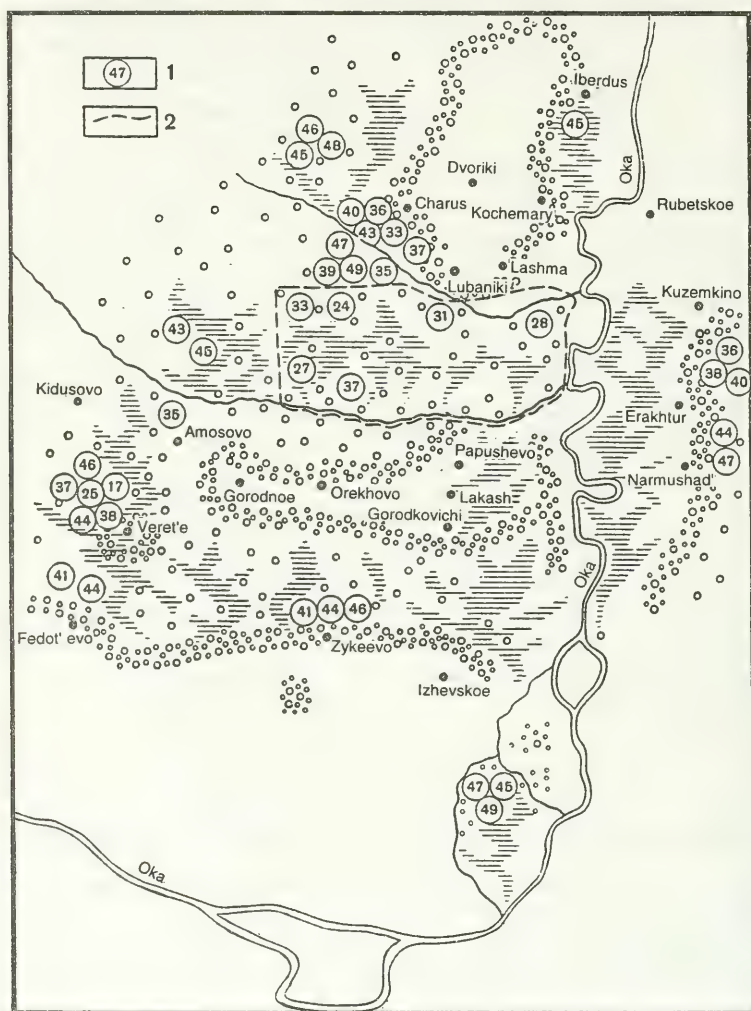 47 1
2
Iberdus
46
45 48
45
Dvoriki
Oka
Charus
Kochemary
Rubetskoe
40 36
43 33
37
47
39 49 35
Lubaniki
Lashma
Kuzemkino
33 24
31
28
43
45
36
38 40
27
37
Kidusovo
35
Amosovo
Erakhtur
44
47
46
37 25 17
44 38
Veret'e
Gorodnoe
Orekhovo
Papushevo
Lakash
Gorodkovichi
Narmushad'
Oka
41
44
Fedot'evo
41 44 46
Zykeevo
Izhevskoe
47 45
49
Oka